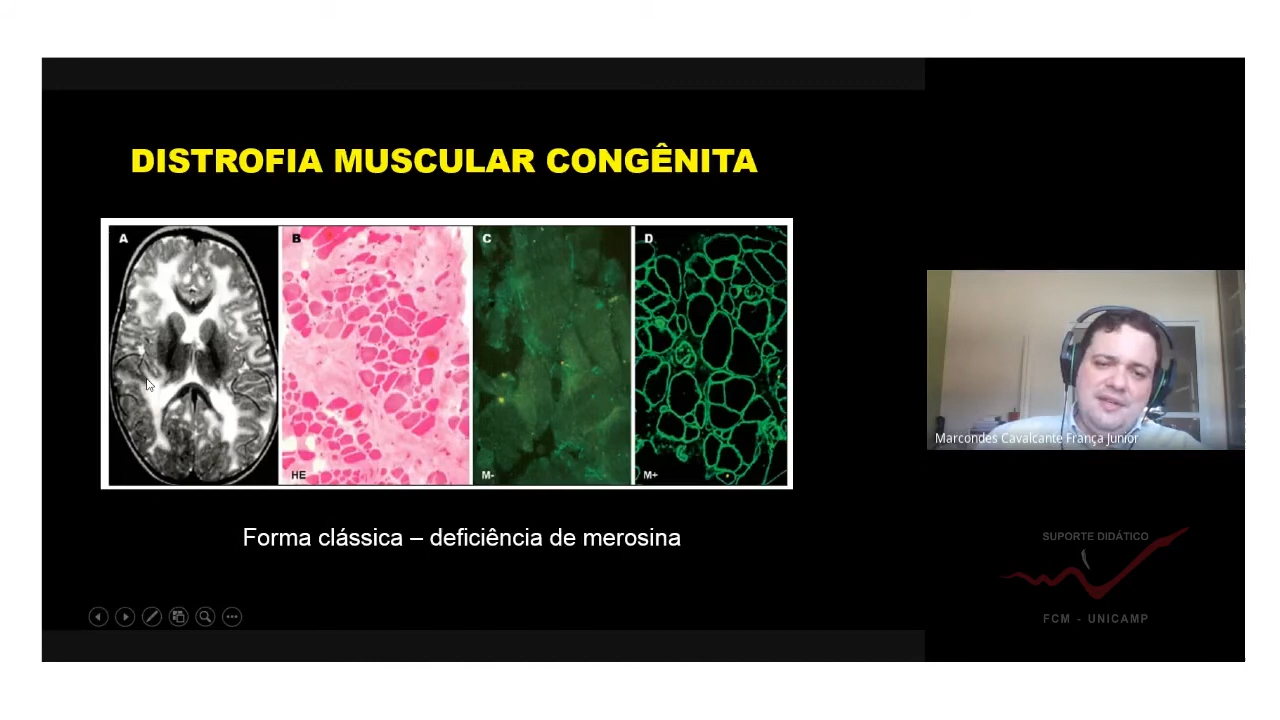 DISTROFIA MUSCULAR CONGÊNITA
A
B
C
D
HE
M-
M+
Forma clássica – deficiência de merosina
Marcondes Cavalcante França Junior
SUPORTE DIDÁTICO
FCM - UNICAMP